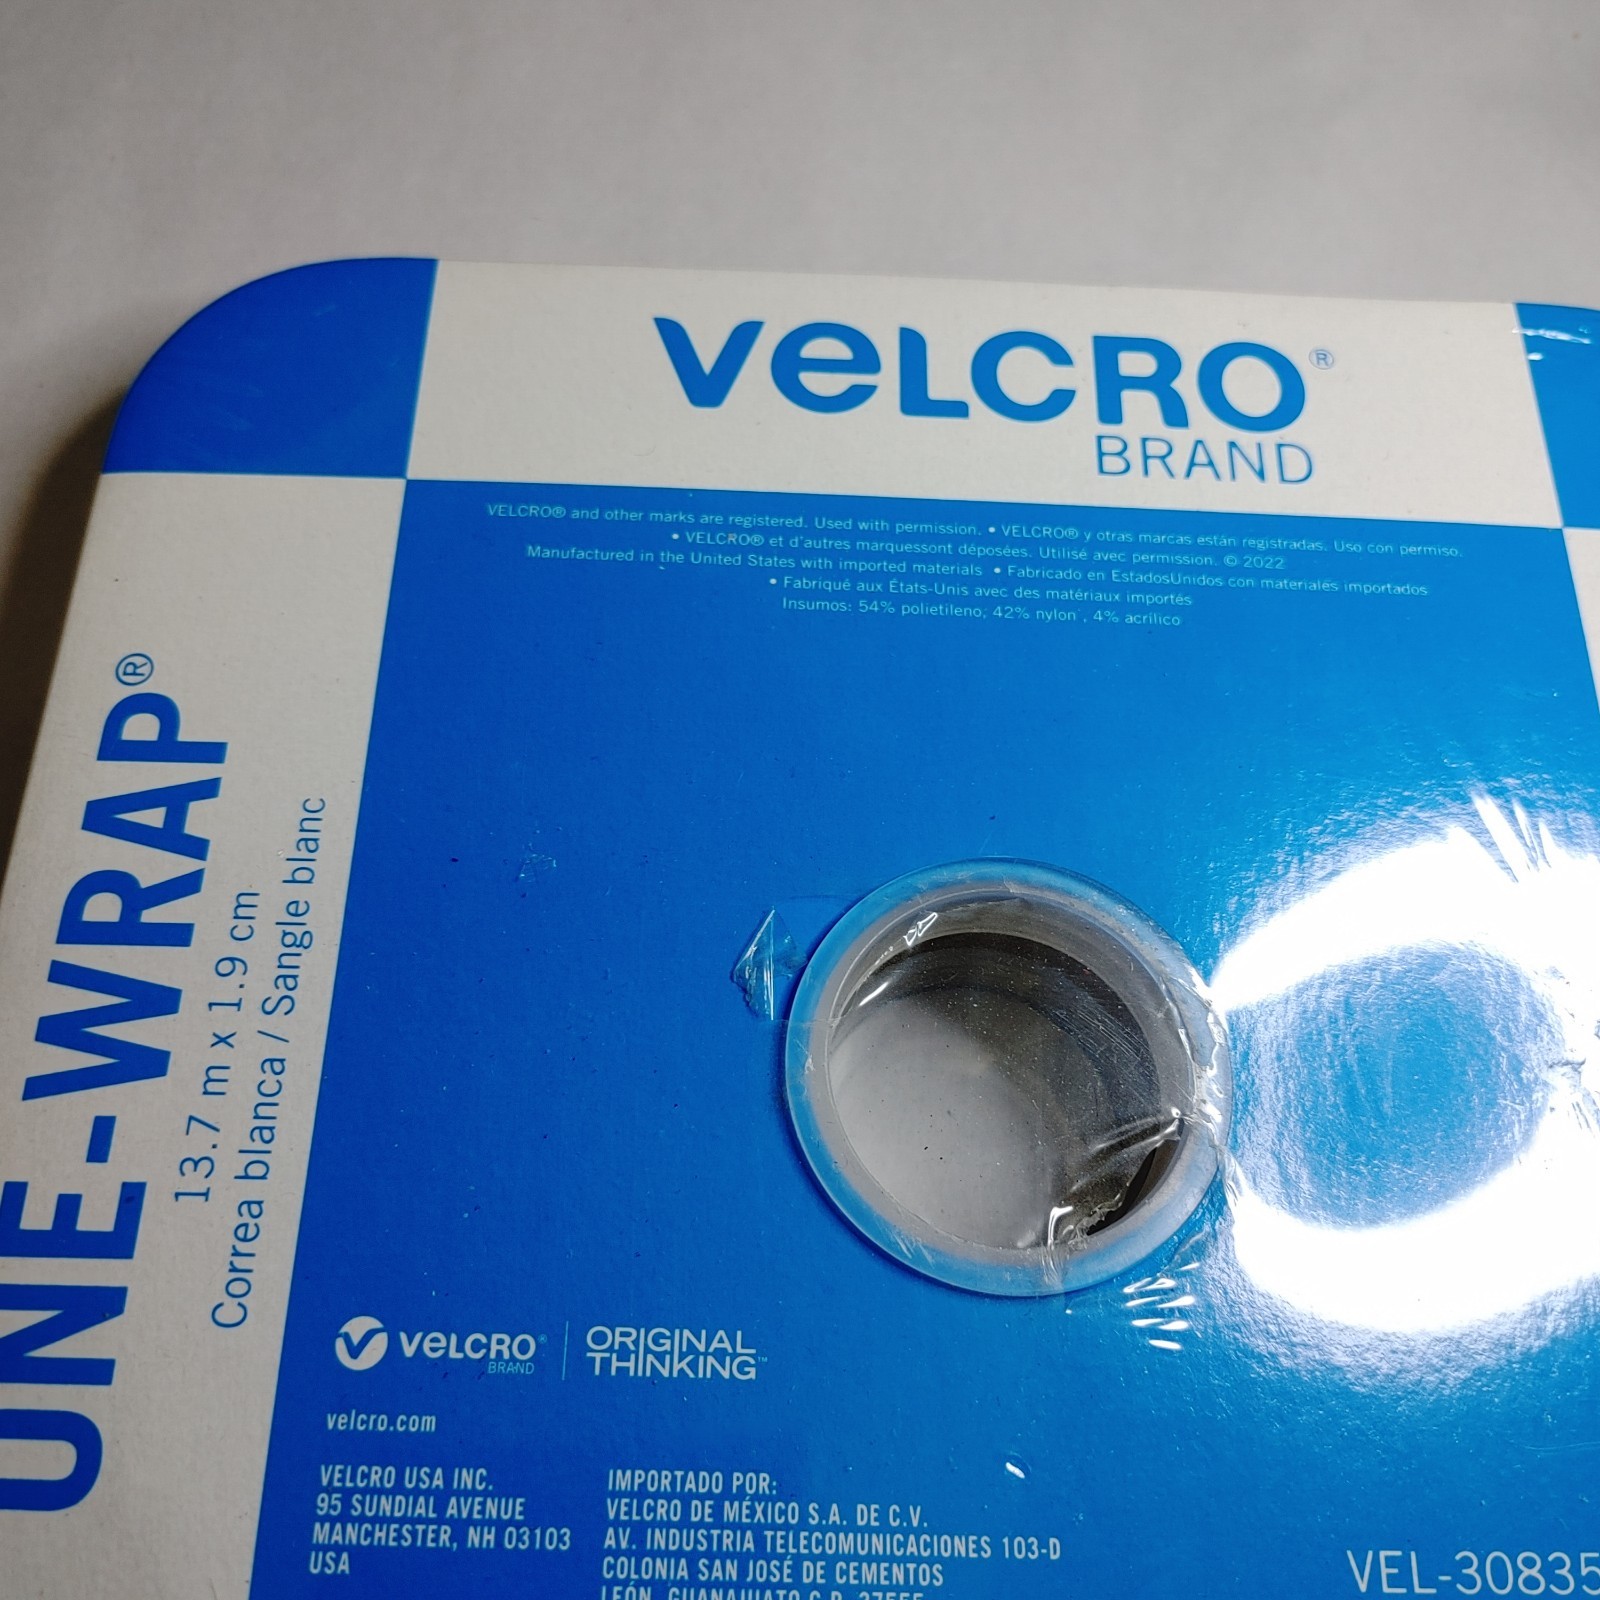 VELCRO®
BRAND
VELCRO® and other marks are registered. Used with permission. • VELCRO® y otras marcas están registradas. Uso con permiso.
• VELCRO® et d'autres marquessont déposées. Utilisé avec permission. © 2022
Manufactured in the United States with imported materials • Fabricado en EstadosUnidos con materiales importados
• Fabriqué aux États-Unis avec des matériaux importés
Insumos: 54% polietileno, 42% nylon , 4% acrílico
ONE-WRAP®
13.7 m x 1.9 cm
Correa blanca / Sangle blanc
VELCRO®
BRAND
ORIGINAL
THINKING™
velcro.com
VELCRO USA INC.
95 SUNDIAL AVENUE
MANCHESTER, NH 03103
USA
IMPORTADO POR:
VELCRO DE MÉXICO S.A. DE C.V.
AV. INDUSTRIA TELECOMUNICACIONES 103-D
COLONIA SAN JOSÉ DE CEMENTOS
LEÓN, GUANAJUATO C.P.
VEL-30835